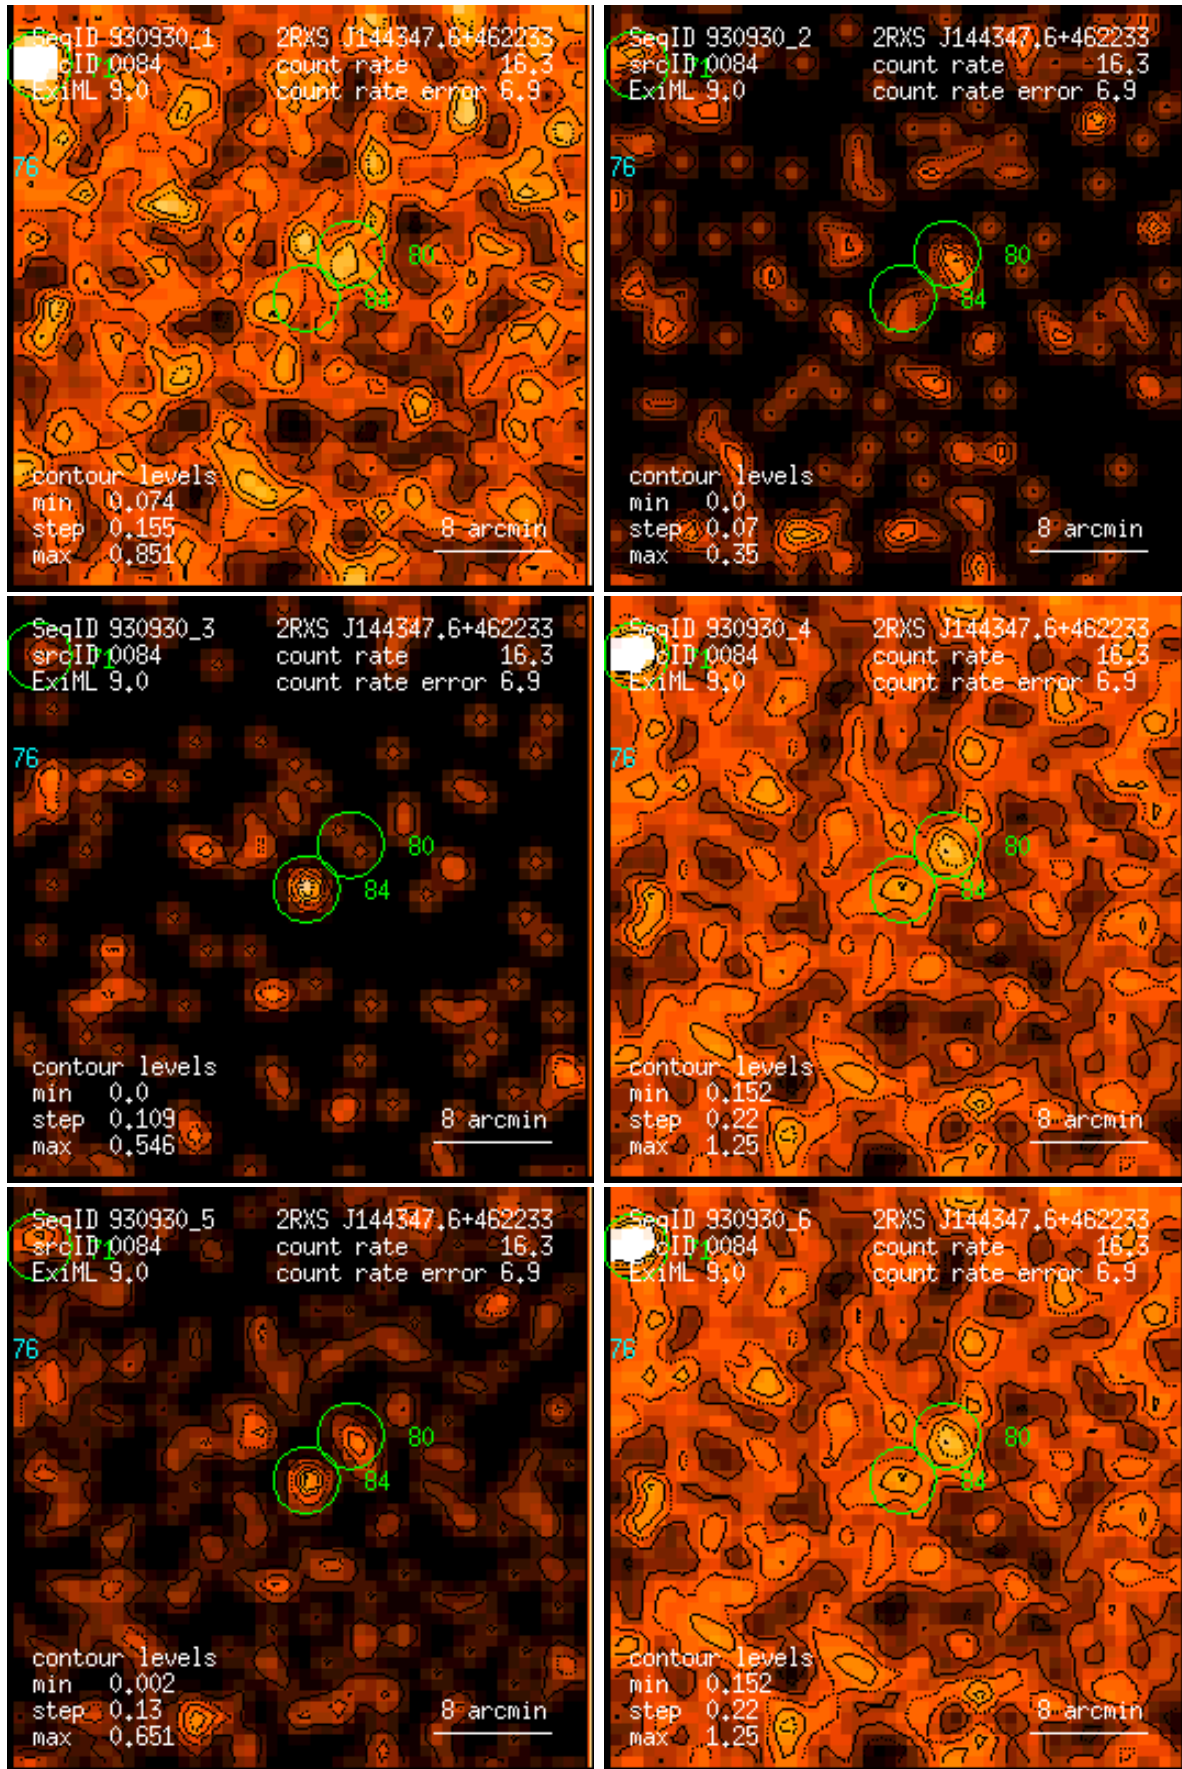 SeqID 930930_1 2RXS J144347.6+462233
srcID 0084 count rate 16.3
71
ExiML 9.0 count rate error 6.9
76
80
84
contour levels
min 0.074
step 0.155 8 arcmin
max 0.851
SeqID 930930_2 2RXS J144347.6+462233
srcID 0084 count rate 16.3
71
ExiML 9.0 count rate error 6.9
76
80
84
contour levels
min 0.0
step 0.07 8 arcmin
max 0.35
SeqID 930930_3 2RXS J144347.6+462233
srcID 0084 count rate 16.3
71
ExiML 9.0 count rate error 6.9
76
80
84
contour levels
min 0.0
step 0.109 8 arcmin
max 0.546
SeqID 930930_4 2RXS J144347.6+462233
srcID 0084 count rate 16.3
71
ExiML 9.0 count rate error 6.9
76
80
84
contour levels
min 0.152
step 0.22 8 arcmin
max 1.25
SeqID 930930_5 2RXS J144347.6+462233
srcID 0084 count rate 16.3
71
ExiML 9.0 count rate error 6.9
76
80
84
contour levels
min 0.002
step 0.13 8 arcmin
max 0.651
SeqID 930930_6 2RXS J144347.6+462233
srcID 0084 count rate 16.3
71
ExiML 9.0 count rate error 6.9
76
80
84
contour levels
min 0.152
step 0.22 8 arcmin
max 1.25